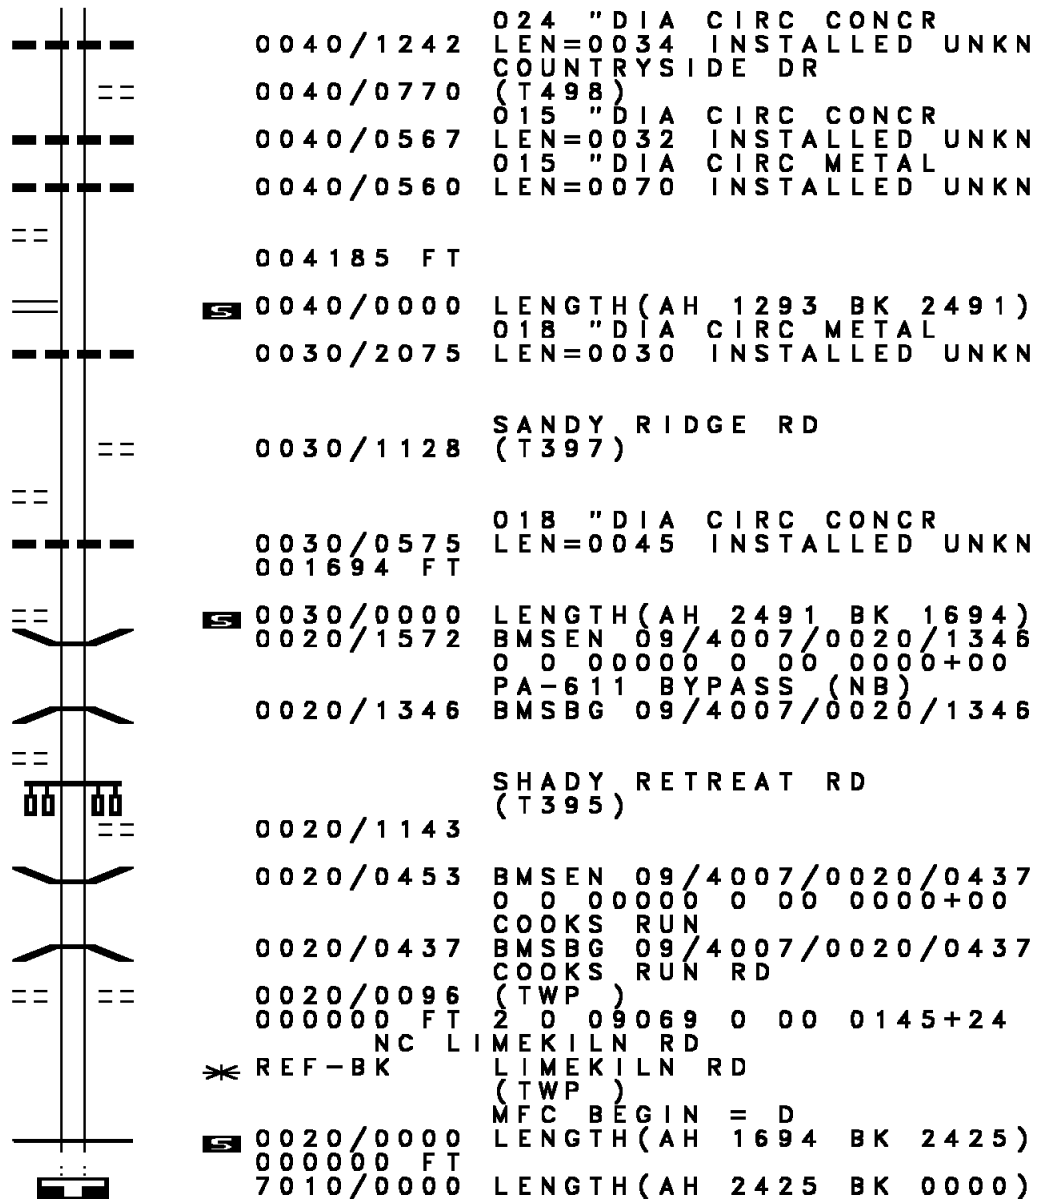 024 "DIA CIRC CONCR
0040/1242 LEN=0034 INSTALLED UNKN
COUNTRYSIDE DR
0040/0770 (T498)
015 "DIA CIRC CONCR
0040/0567 LEN=0032 INSTALLED UNKN
015 "DIA CIRC METAL
0040/0560 LEN=0070 INSTALLED UNKN
004185 FT
S 0040/0000 LENGTH(AH 1293 BK 2491)
018 "DIA CIRC METAL
0030/2075 LEN=0030 INSTALLED UNKN
SANDY RIDGE RD
0030/1128 (T397)
018 "DIA CIRC CONCR
0030/0575 LEN=0045 INSTALLED UNKN
001694 FT
S 0030/0000 LENGTH(AH 2491 BK 1694)
0020/1572 BMSEN 09/4007/0020/1346
0 0 00000 0 00 0000+00
PA-611 BYPASS (NB)
0020/1346 BMSBG 09/4007/0020/1346
SHADY RETREAT RD
(T395)
0020/1143
0020/0453 BMSEN 09/4007/0020/0437
0 0 00000 0 00 0000+00
COOKS RUN
0020/0437 BMSBG 09/4007/0020/0437
COOKS RUN RD
0020/0096 (TWP )
000000 FT 2 0 09069 0 00 0145+24
NC LIMEKILN RD
REF-BK LIMEKILN RD
(TWP )
MFC BEGIN = D
S 0020/0000 LENGTH(AH 1694 BK 2425)
000000 FT
7010/0000 LENGTH(AH 2425 BK 0000)